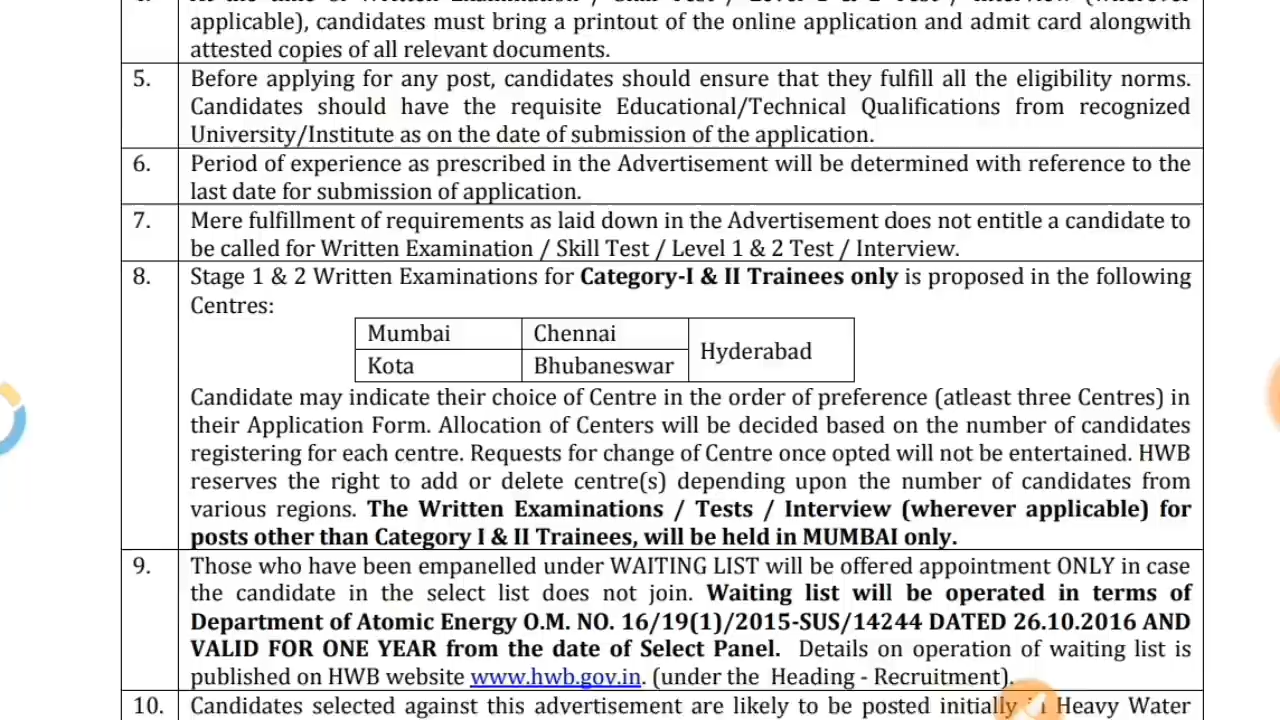 applicable), candidates must bring a printout of the online application and admit card alongwith
attested copies of all relevant documents.
5. Before applying for any post, candidates should ensure that they fulfill all the eligibility norms.
Candidates should have the requisite Educational/Technical Qualifications from recognized
University/Institute as on the date of submission of the application.
6. Period of experience as prescribed in the Advertisement will be determined with reference to the
last date for submission of application.
7. Mere fulfillment of requirements as laid down in the Advertisement does not entitle a candidate to
be called for Written Examination / Skill Test / Level 1 & 2 Test / Interview.
8. Stage 1 & 2 Written Examinations for Category-I & II Trainees only is proposed in the following
Centres:
Mumbai Chennai
Hyderabad
Kota Bhubaneswar
Candidate may indicate their choice of Centre in the order of preference (atleast three Centres) in
their Application Form. Allocation of Centers will be decided based on the number of candidates
registering for each centre. Requests for change of Centre once opted will not be entertained. HWB
reserves the right to add or delete centre(s) depending upon the number of candidates from
various regions. The Written Examinations / Tests / Interview (wherever applicable) for
posts other than Category I & II Trainees, will be held in MUMBAI only.
9. Those who have been empanelled under WAITING LIST will be offered appointment ONLY in case
the candidate in the select list does not join. Waiting list will be operated in terms of
Department of Atomic Energy O.M. NO. 16/19(1)/2015-SUS/14244 DATED 26.10.2016 AND
VALID FOR ONE YEAR from the date of Select Panel. Details on operation of waiting list is
published on HWB website www.hwb.gov.in. (under the Heading - Recruitment).
10. Candidates selected against this advertisement are likely to be posted initially Heavy Water